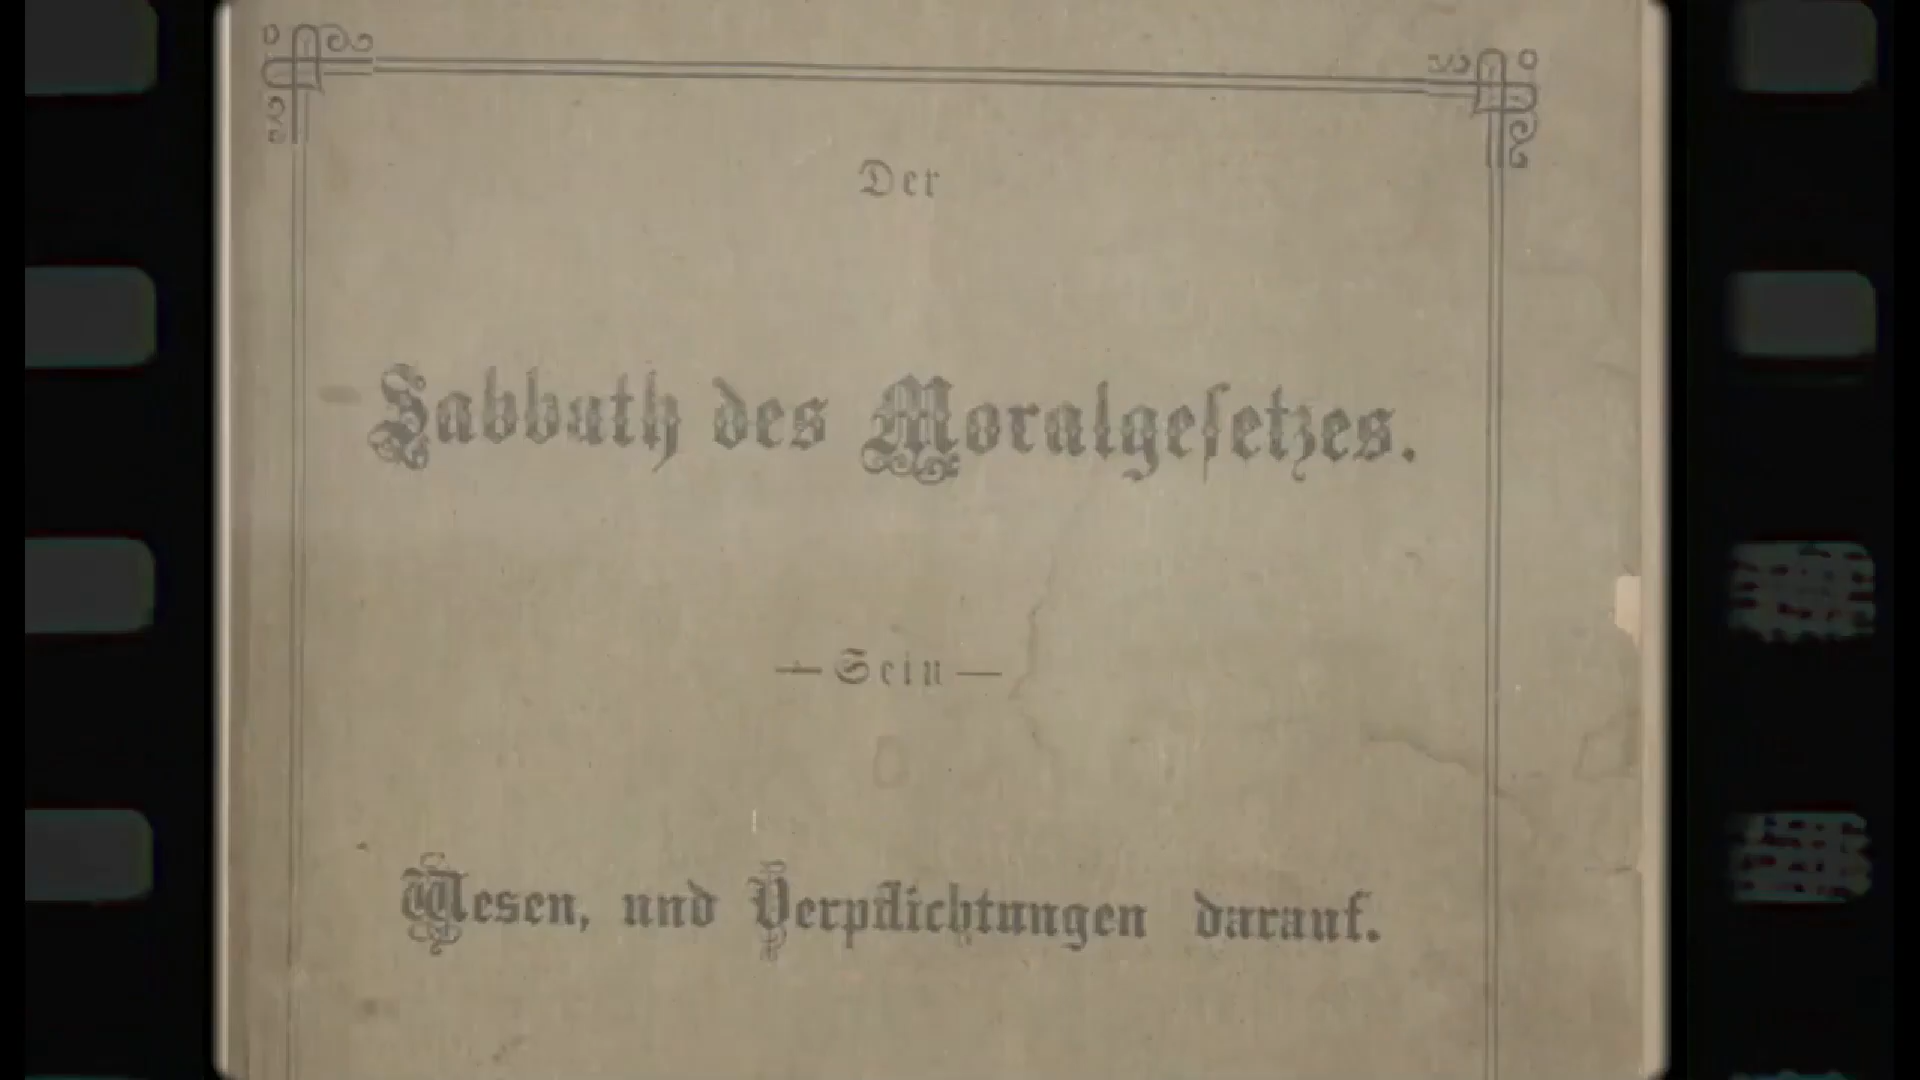 Der
Sabbath des Moralgesetzes.
— Sein —
Wesen, und Verpflichtungen darauf.